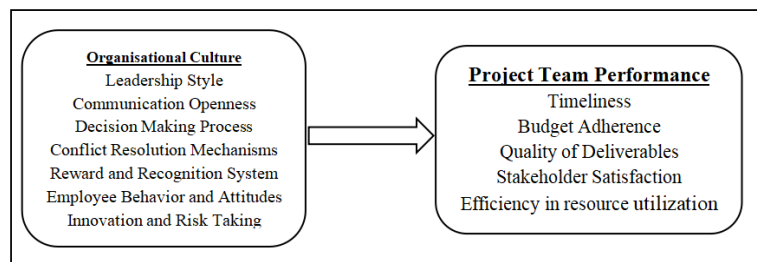 Organisational Culture
Leadership Style
Communication Openness
Decision Making Process
Conflict Resolution Mechanisms
Reward and Recognition System
Employee Behavior and Attitudes
Innovation and Risk Taking
Project Team Performance
Timeliness
Budget Adherence
Quality of Deliverables
Stakeholder Satisfaction
Efficiency in resource utilization